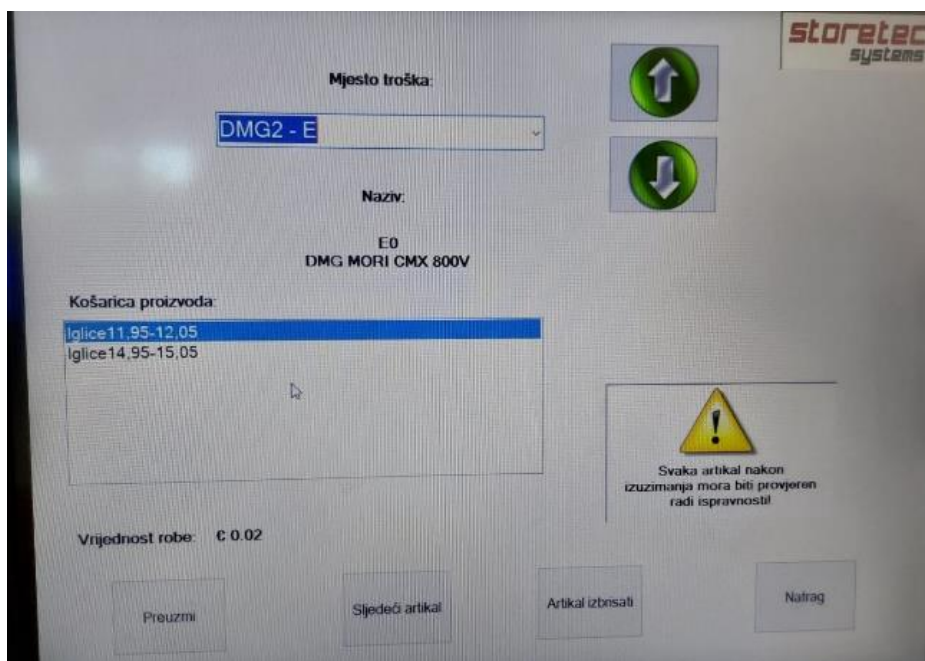 storetec
systems
Mjesto troška:
DMG2 - E
Naziv:
E0
DMG MORI CMX 800V
Košarica proizvoda:
Iglice11,95-12,05
Iglice14,95-15,05
Svaka artikal nakon
izuzimanja mora biti provjeren
radi ispravnosti!
Vrijednost robe: € 0.02
Preuzmi
Sljedeći artikal
Artikal izbrisati
Natrag